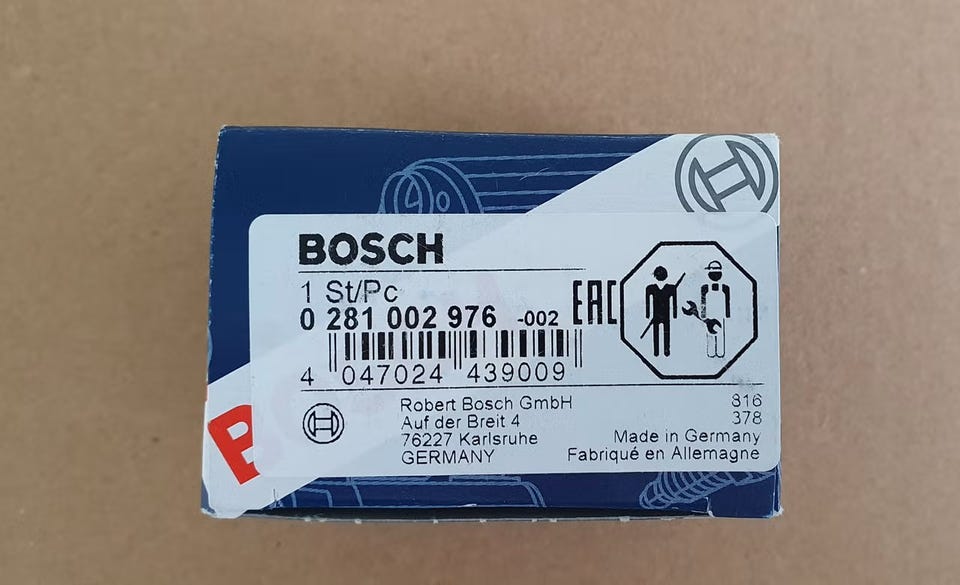 BOSCH
1 St/Pc
0 281 002 976 -002
EAC
4 047024 439009
Robert Bosch GmbH
Auf der Breit 4
76227 Karlsruhe
GERMANY
816
378
Made in Germany
Fabriqué en Allemagne